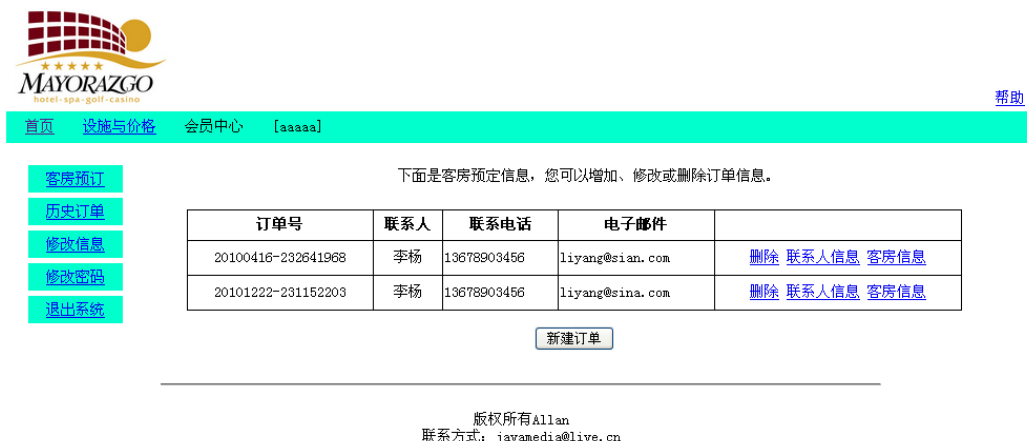 MAYORAZGO
hotel-spa-golf-casino
帮助
首页 设施与价格 会员中心 [aaaaa]
客房预订
历史订单
修改信息
修改密码
退出系统
下面是客房预定信息，您可以增加、修改或删除订单信息。
订单号 联系人 联系电话 电子邮件
20100416-232641968 李杨 13678903456 liyang@sian.com 删除 联系人信息 客房信息
20101222-231152203 李杨 13678903456 liyang@sina.com 删除 联系人信息 客房信息
新建订单
版权所有Allan
联系方式：javamedia@live.cn